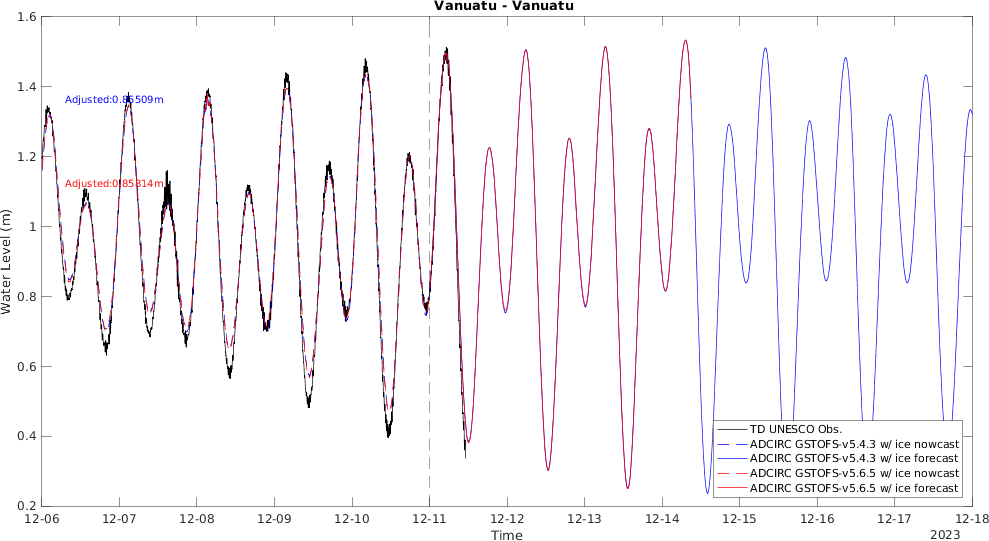 Vanuatu - Vanuatu
1.6
1.4
1.2
1
0.8
0.6
0.4
0.2
Water Level (m)
Adjusted:0.86509m
Adjusted:0.85814m
TD UNESCO Obs.
ADCIRC GSTOFS-v5.4.3 w/ ice nowcast
ADCIRC GSTOFS-v5.4.3 w/ ice forecast
ADCIRC GSTOFS-v5.6.5 w/ ice nowcast
ADCIRC GSTOFS-v5.6.5 w/ ice forecast
12-06 12-07 12-08 12-09 12-10 12-11 12-12 12-13 12-14 12-15 12-16 12-17 12-18
Time
2023